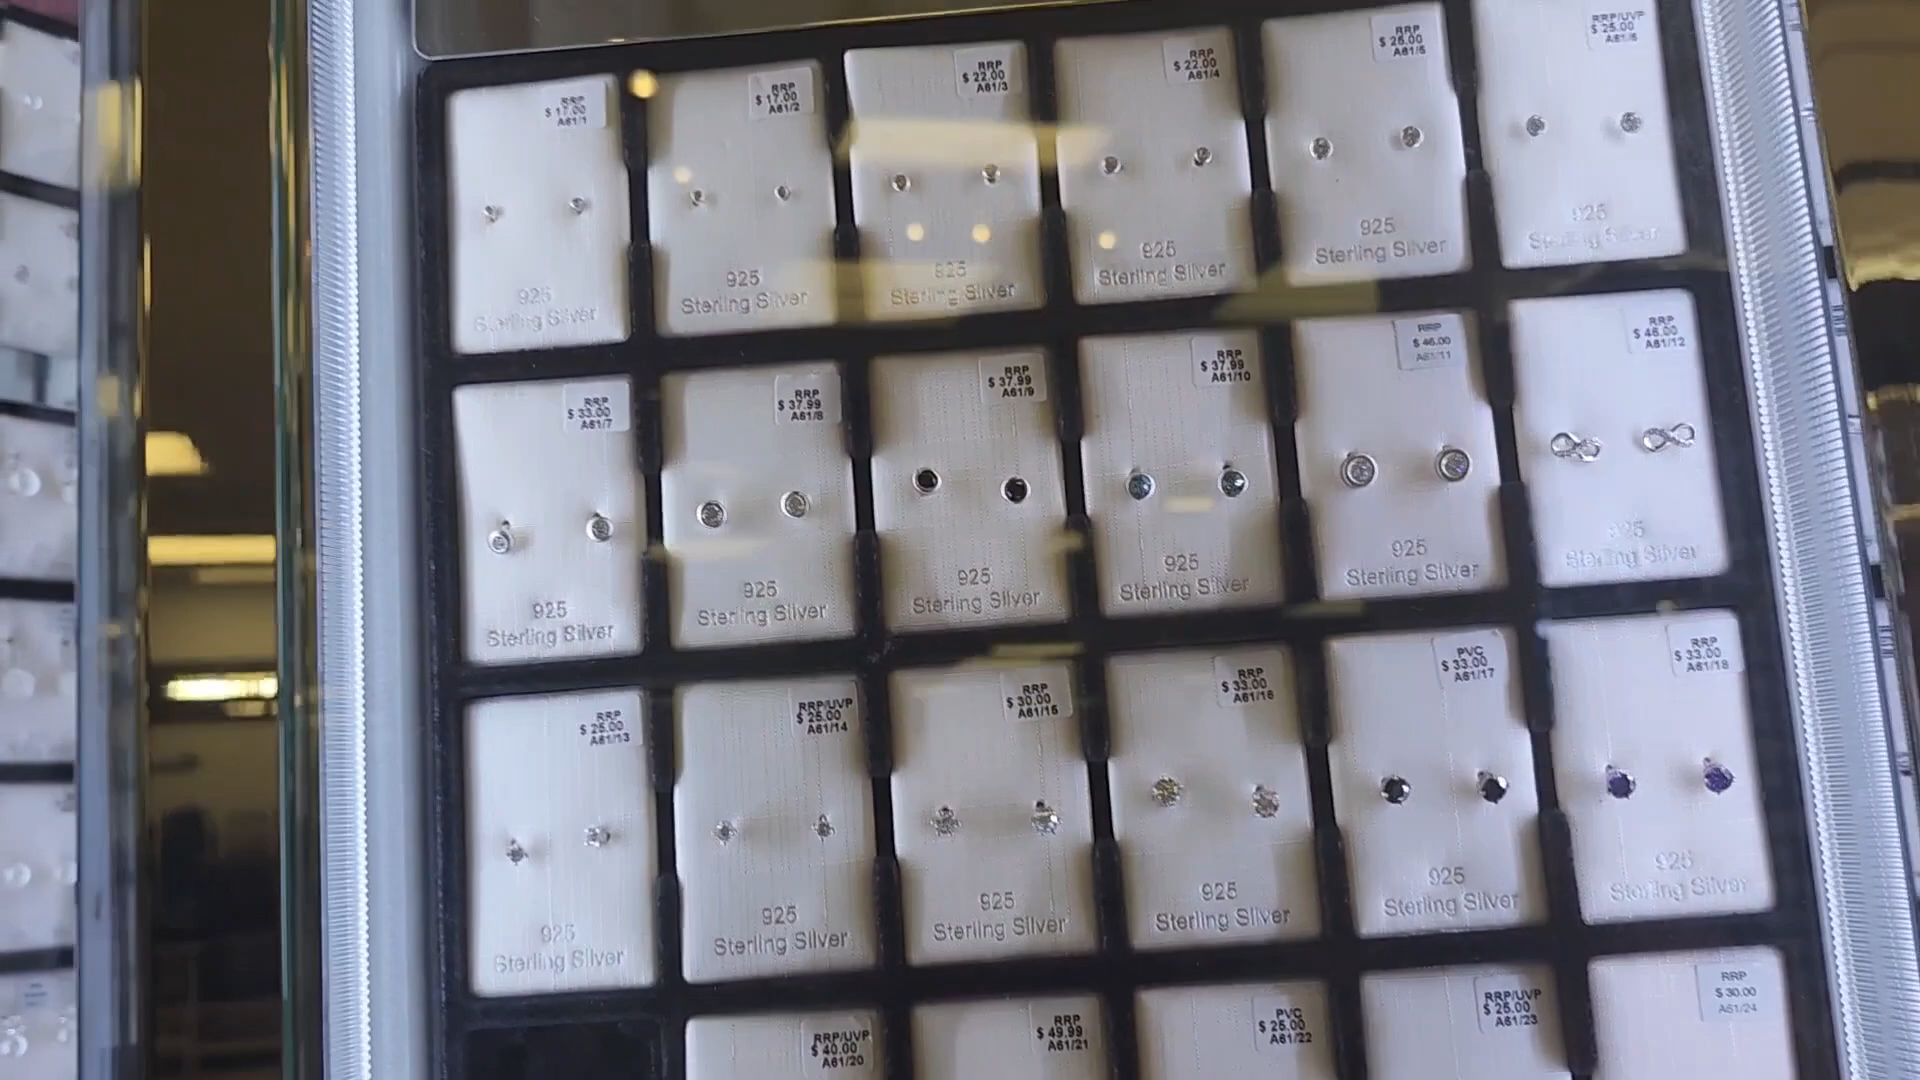 RRP
$ 17.00
A61/1
925
Sterling Silver
RRP
$ 17.00
A61/2
925
Sterling Silver
RRP
$ 22.00
A61/3
925
Sterling Silver
RRP
$ 22.00
A61/4
925
Sterling Silver
RRP
$ 25.00
A61/5
925
Sterling Silver
RRP/UVP
$ 25.00
A61/6
925
Sterling Silver
RRP
$ 33.00
A61/7
925
Sterling Silver
RRP
$ 37.99
A61/8
925
Sterling Silver
RRP
$ 37.99
A61/9
925
Sterling Silver
RRP
$ 37.99
A61/10
925
Sterling Silver
RRP
$ 46.00
A61/11
925
Sterling Silver
RRP
$ 46.00
A61/12
925
Sterling Silver
RRP
$ 25.00
A61/13
925
Sterling Silver
RRP/UVP
$ 25.00
A61/14
925
Sterling Silver
RRP
$ 30.00
A61/15
925
Sterling Silver
RRP
$ 33.00
A61/16
925
Sterling Silver
PVC
$ 33.00
A61/17
925
Sterling Silver
RRP
$ 33.00
A61/18
925
Sterling Silver
RRP/UVP
$ 40.00
A61/20
RRP
$ 49.99
A61/21
PVC
$ 25.00
A61/22
RRP/UVP
$ 25.00
A61/23
RRP
$ 30.00
A61/24